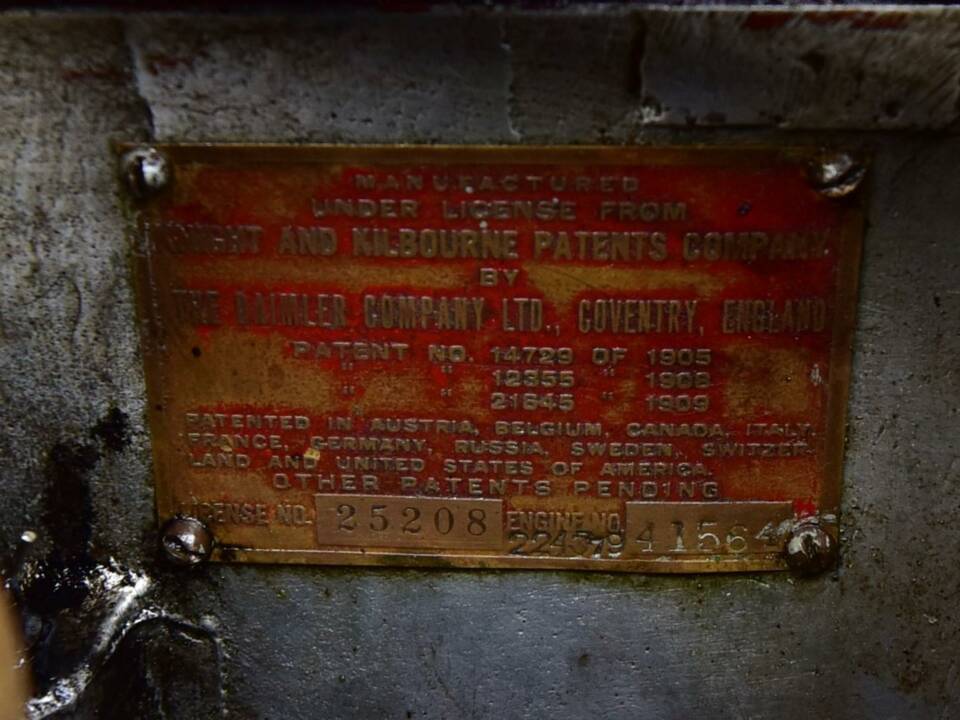 MANUFACTURED
UNDER LICENSE FROM
KNIGHT AND KILBOURNE PATENTS COMPANY.
BY
THE DAIMLER COMPANY LTD., COVENTRY, ENGLAND
PATENT NO. 14729 OF 1905
" " 12355 " 1908
" " 21645 " 1909
PATENTED IN AUSTRIA, BELGIUM, CANADA, ITALY,
FRANCE, GERMANY, RUSSIA, SWEDEN, SWITZER-
LAND AND UNITED STATES OF AMERICA.
OTHER PATENTS PENDING
LICENSE NO. 25208 ENGINE NO. 41564